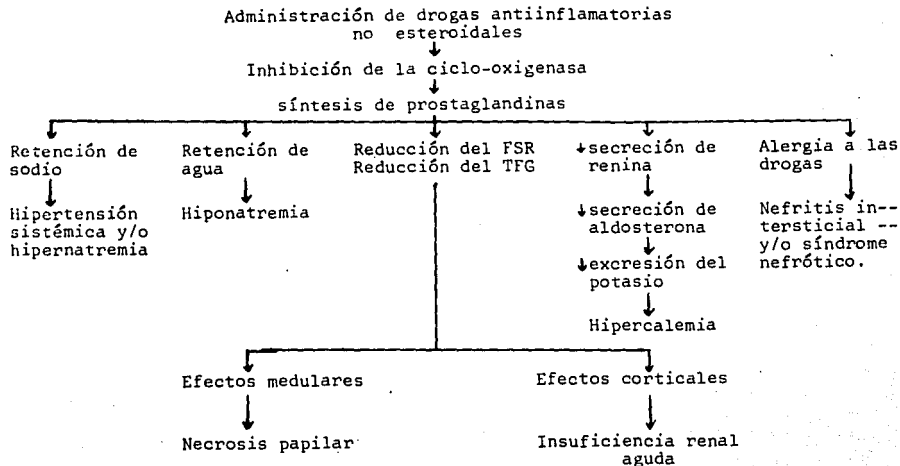 Administración de drogas antiinflamatorias
no esteroidales
Inhibición de la ciclo-oxigenasa
síntesis de prostaglandinas
Retención de
sodio
Hipertensión
sistémica y/o
hipernatremia
Retención de
agua
Hiponatremia
Reducción del FSR
Reducción del TFG
↓secreción de
renina
↓secreción de
aldosterona
↓excresión del
potasio
Hipercalemia
Alergia a las
drogas
Nefritis in--
tersticial --
y/o síndrome
nefrótico.
Efectos medulares
Necrosis papilar
Efectos corticales
Insuficiencia renal
aguda